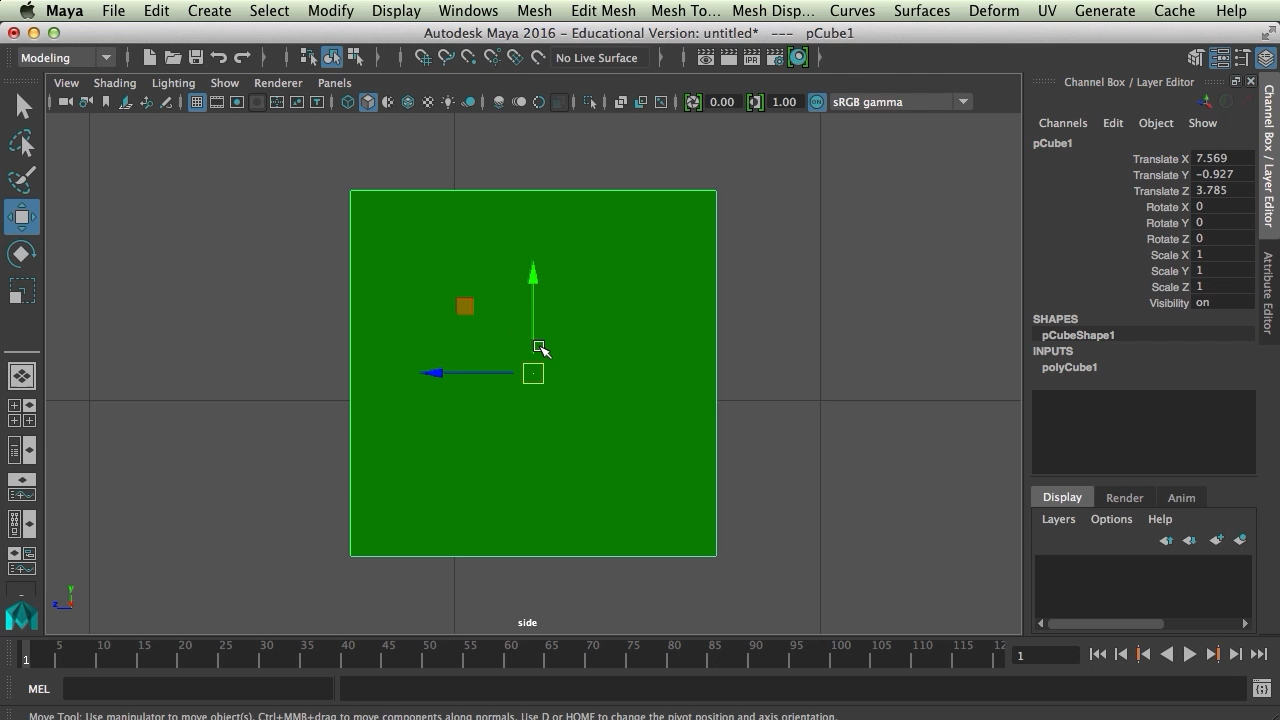 Maya File Edit Create Select Modify Display Windows Mesh Edit Mesh Mesh To... Mesh Disp... Curves Surfaces Deform UV Generate Cache Help
Autodesk Maya 2016 - Educational Version: untitled* --- pCube1
Modeling No Live Surface
View Shading Lighting Show Renderer Panels
0.00 1.00 sRGB gamma
Channel Box / Layer Editor
Channels Edit Object Show
pCube1
Translate X 7.569
Translate Y -0.927
Translate Z 3.785
Rotate X 0
Rotate Y 0
Rotate Z 0
Scale X 1
Scale Y 1
Scale Z 1
Visibility on
SHAPES
pCubeShape1
INPUTS
polyCube1
Channel Box / Layer Editor
Attribute Editor
Display Render Anim
Layers Options Help
y
z
side
5 10 15 20 25 30 35 40 45 50 55 60 65 70 75 80 85 90 95 100 105 110 115 12
1
1
MEL
Move Tool: Use manipulator to move object(s). Ctrl+MMB+drag to move components along normals. Use D or HOME to change the pivot position and axis orientation.